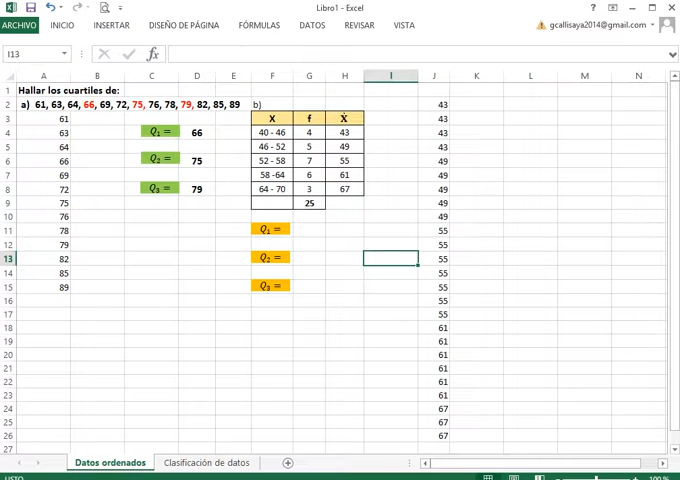 Libro1 - Excel
ARCHIVO INICIO INSERTAR DISEÑO DE PÁGINA FÓRMULAS DATOS REVISAR VISTA gcallisaya2014@gmail.com
I13 fx
A B C D E F G H I J K L M N
1 Hallar los cuartiles de:
2 a) 61, 63, 64, 66, 69, 72, 75, 76, 78, 79, 82, 85, 89 b) 43
3 61 X f Ẋ 43
4 63 Q1 = 66 40 - 46 4 43 43
5 64 46 - 52 5 49 43
6 66 Q2 = 75 52 - 58 7 55 49
7 69 58 -64 6 61 49
8 72 Q3 = 79 64 - 70 3 67 49
9 75 25 49
10 76 49
11 78 Q1 = 55
12 79 55
13 82 Q2 = 55
14 85 55
15 89 Q3 = 55
16 55
17 55
18 61
19 61
20 61
21 61
22 61
23 61
24 67
25 67
26 67
27
Datos ordenados Clasificación de datos
LISTO 100 %